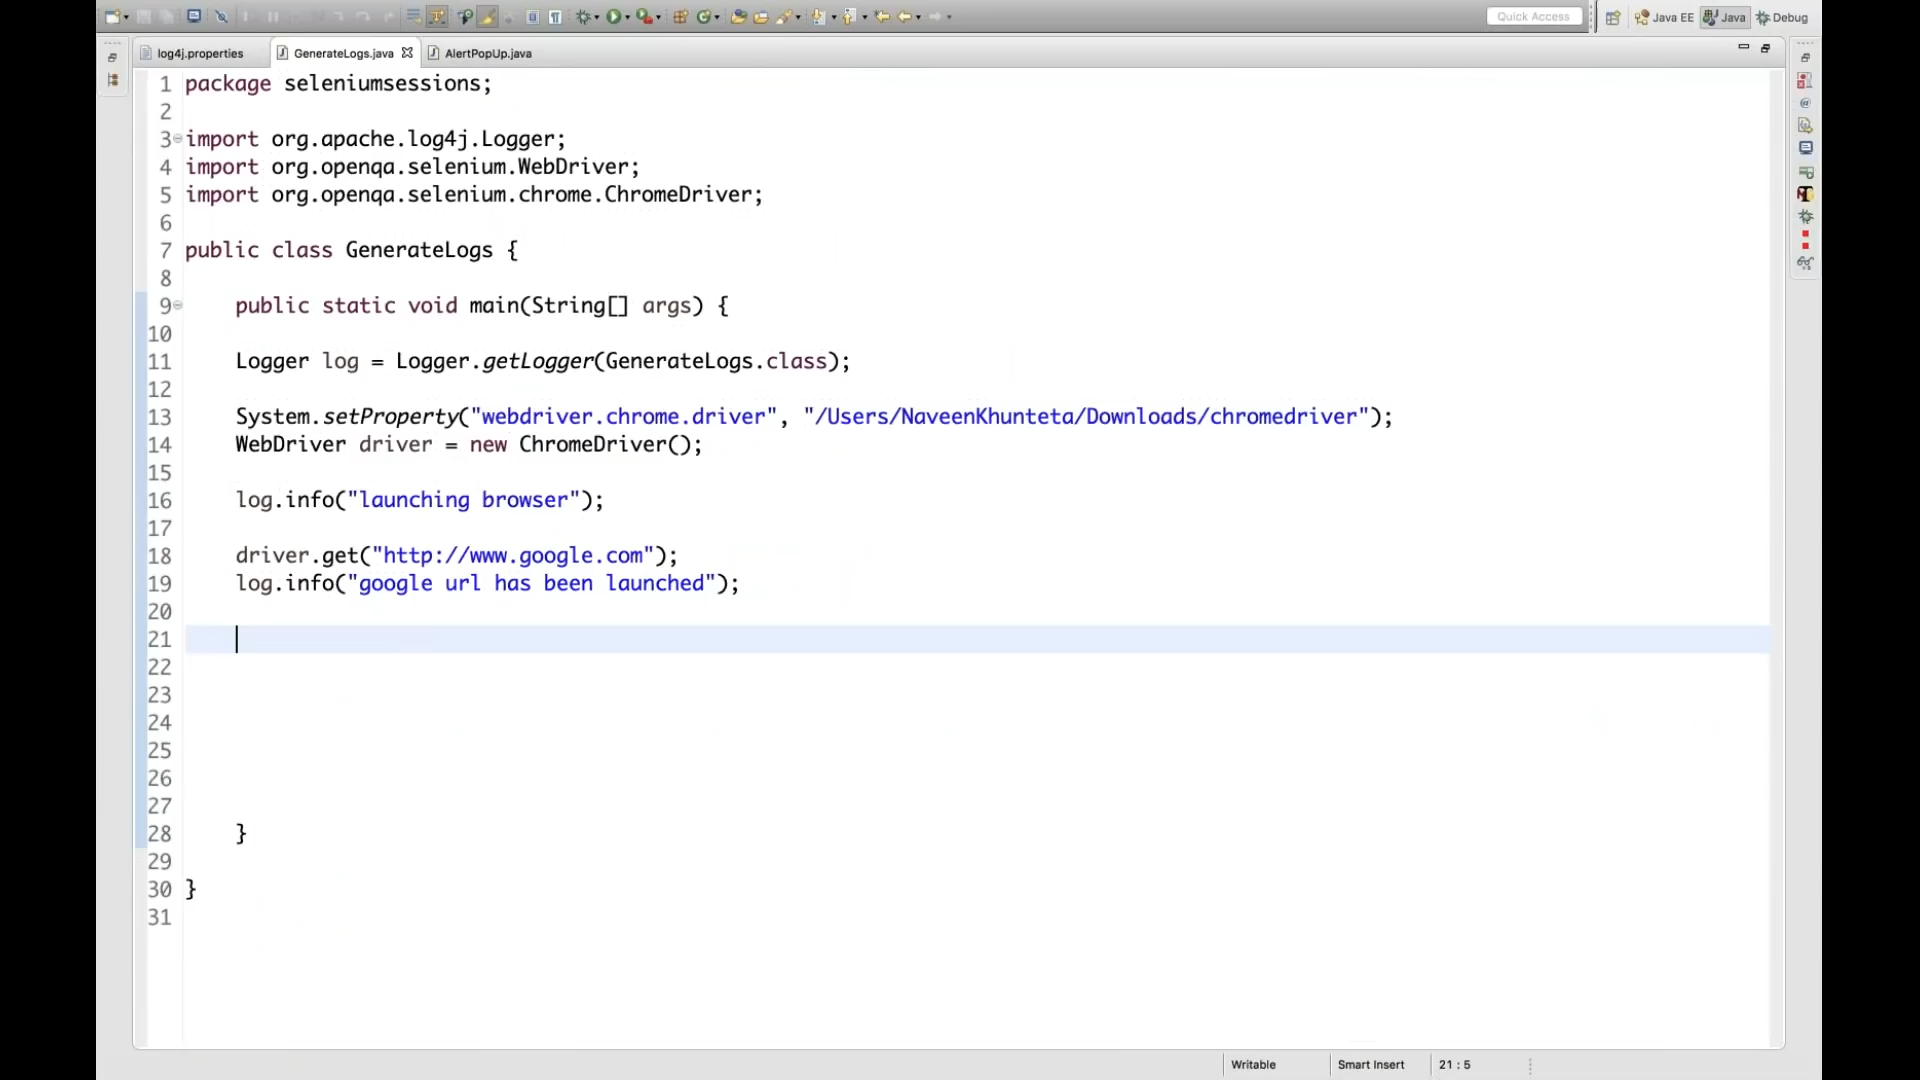 Quick Access
Java EE
Java
Debug
log4j.properties
GenerateLogs.java
AlertPopUp.java
1 package seleniumsessions;
2
3 import org.apache.log4j.Logger;
4 import org.openqa.selenium.WebDriver;
5 import org.openqa.selenium.chrome.ChromeDriver;
6
7 public class GenerateLogs {
8
9 public static void main(String[] args) {
10
11 Logger log = Logger.getLogger(GenerateLogs.class);
12
13 System.setProperty("webdriver.chrome.driver", "/Users/NaveenKhunteta/Downloads/chromedriver");
14 WebDriver driver = new ChromeDriver();
15
16 log.info("launching browser");
17
18 driver.get("http://www.google.com");
19 log.info("google url has been launched");
20
21
22
23
24
25
26
27
28 }
29
30 }
31
Writable
Smart Insert
21 : 5